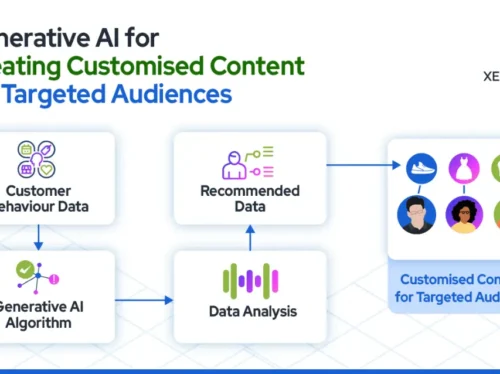 nerative AI for
eating Customised Content
Targeted Audiences
XE
Customer
ehaviour Data
Recommended
Data
Generative AI
Algorithm
Data Analysis
Customised Con
for Targeted Aud